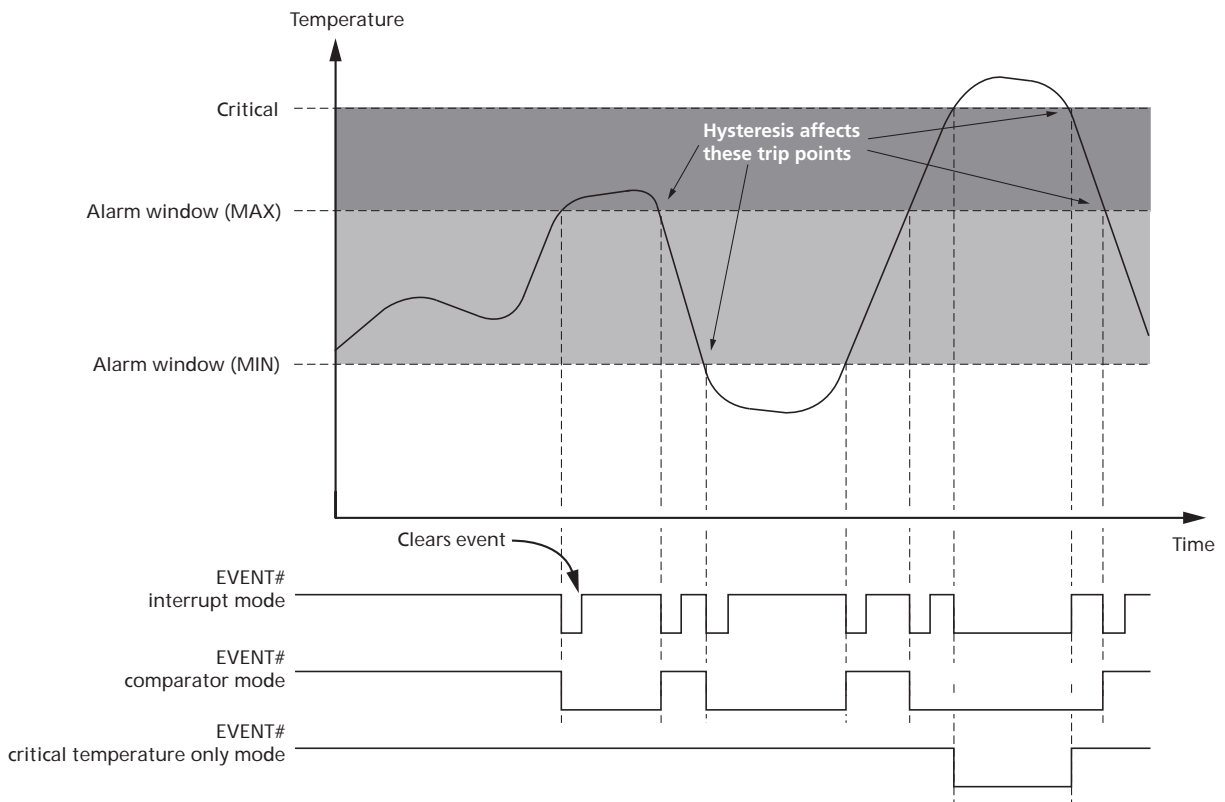 Temperature
Critical
Hysteresis affects
these trip points
Alarm window (MAX)
Alarm window (MIN)
Time
Clears event
EVENT#
interrupt mode
EVENT#
comparator mode
EVENT#
critical temperature only mode